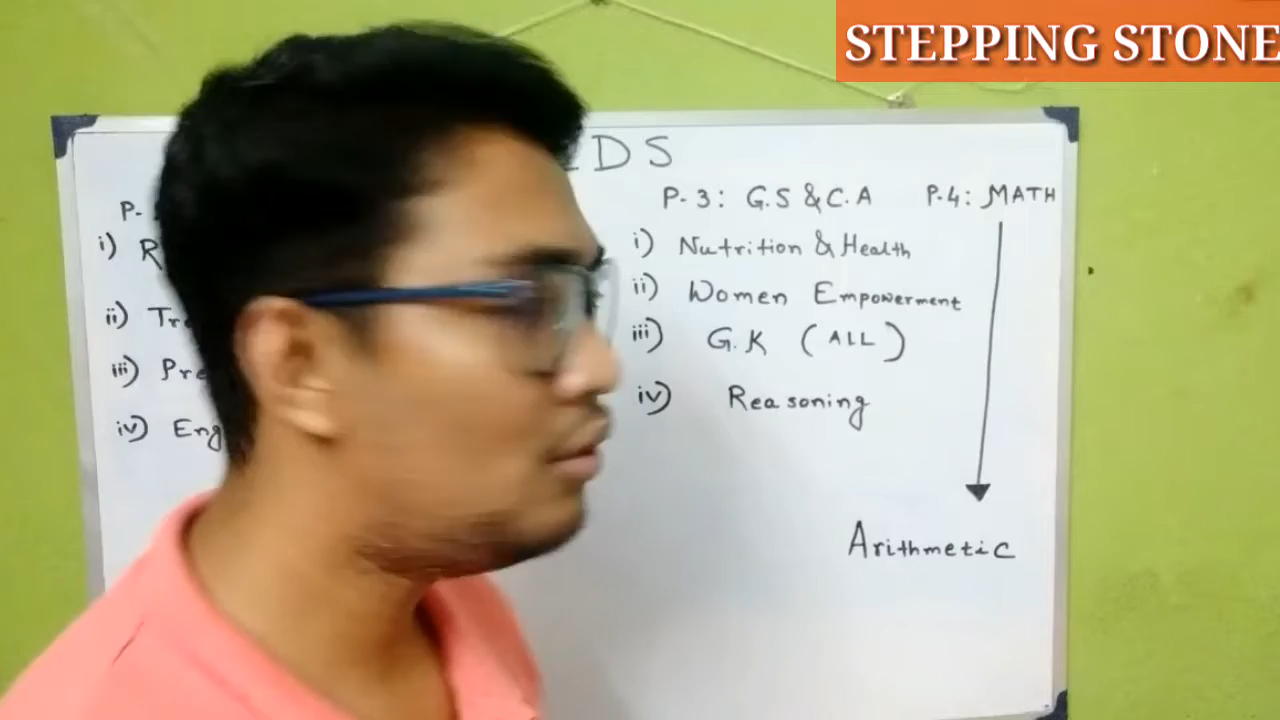 STEPPING STONE
DS
P-
i) R
ii) Tr
iii) Pre
iv) Eng
P-3: G.S & C.A
i) Nutrition & Health
ii) Women Empowerment
iii) G.K (ALL)
iv) Reasoning
P.4: MATH
Arithmetic